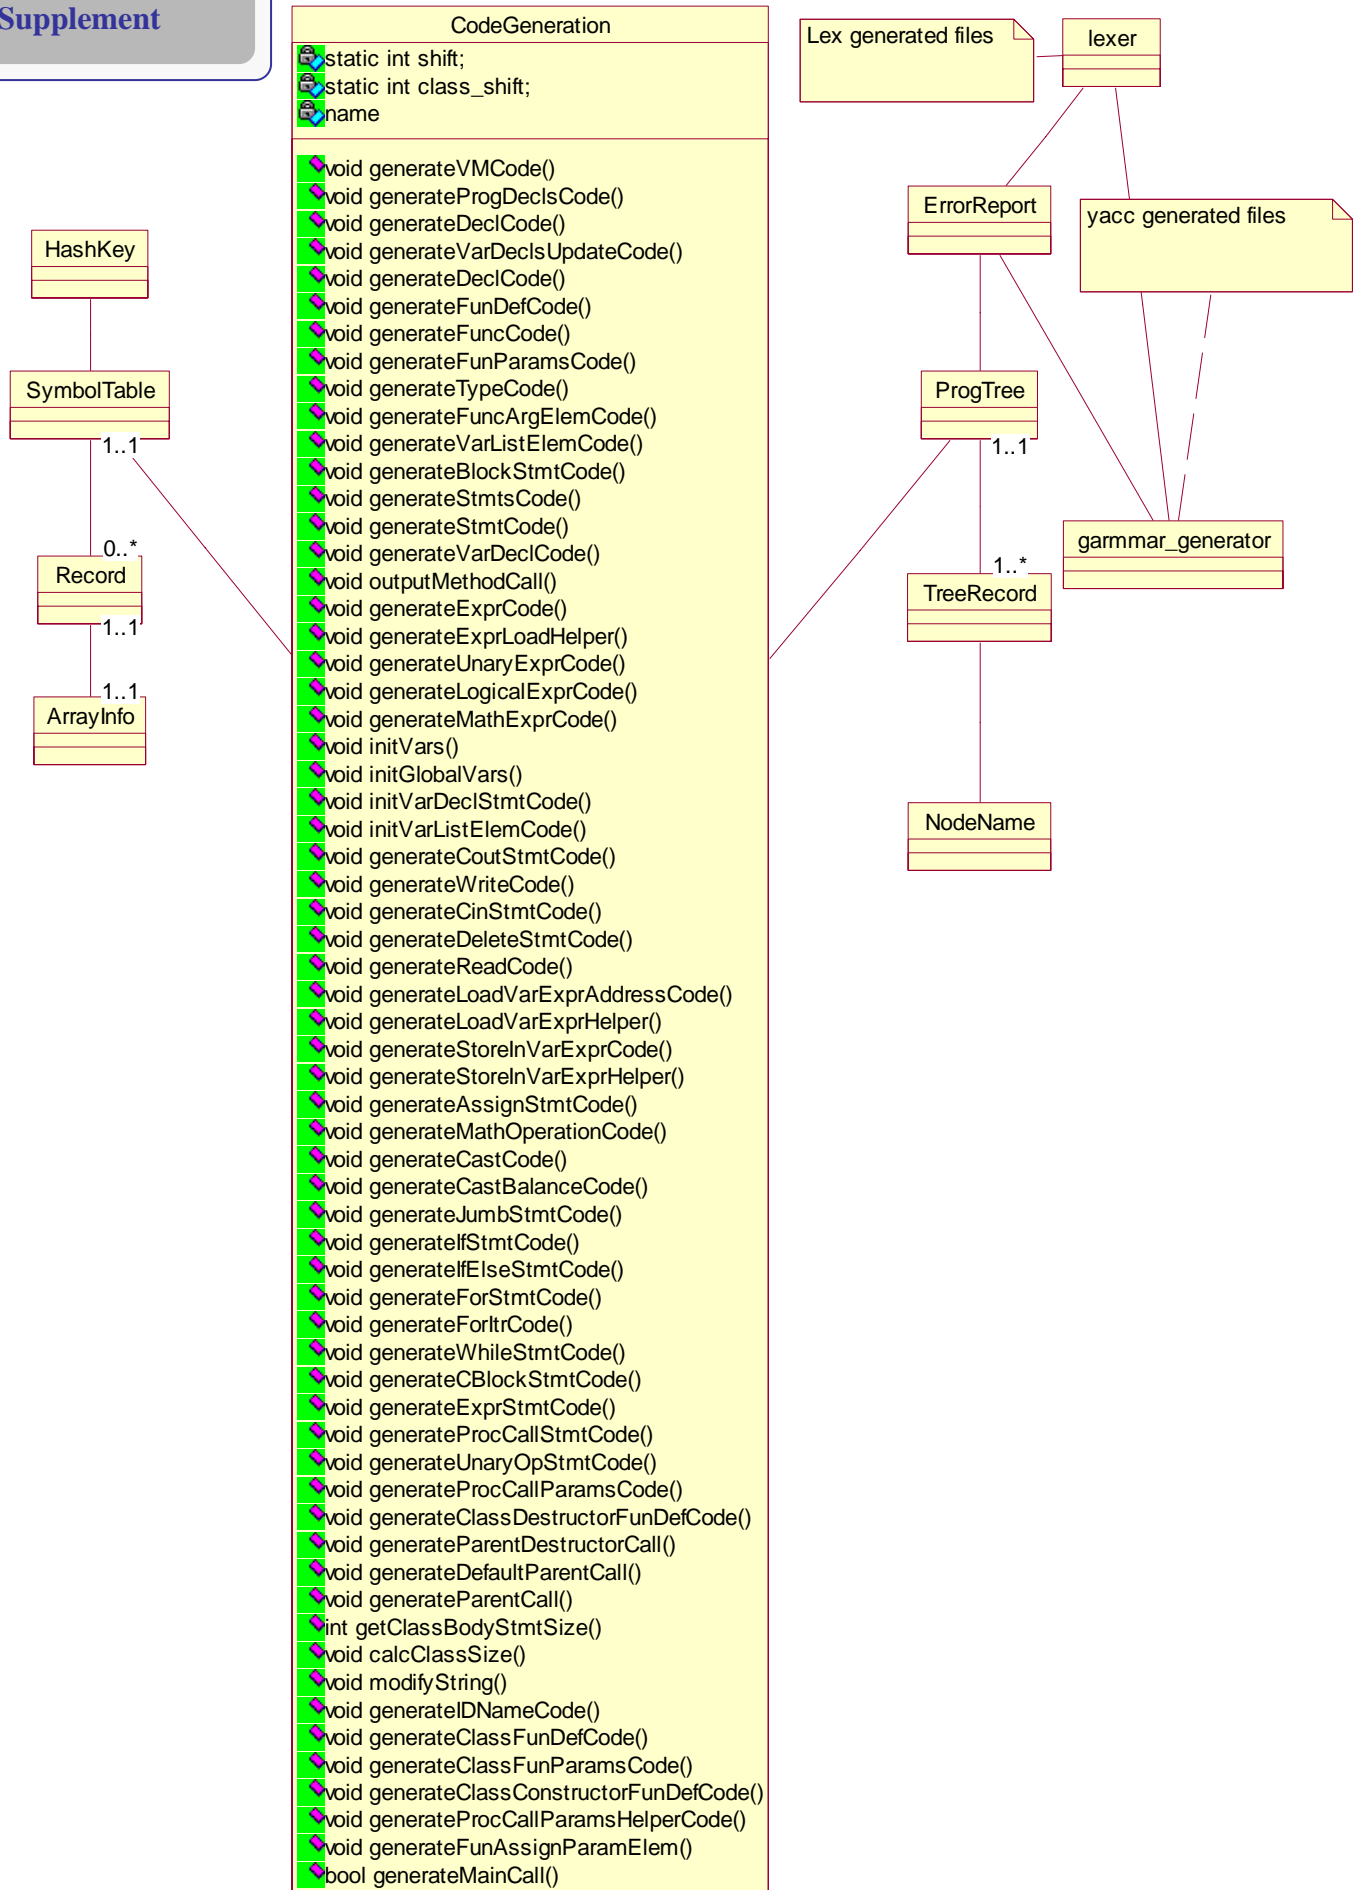 Supplement
CodeGeneration
static int shift;
static int class_shift;
name
void generateVMCode()
void generateProgDeclsCode()
void generateDeclCode()
void generateVarDeclsUpdateCode()
void generateDeclCode()
void generateFunDefCode()
void generateFuncCode()
void generateFunParamsCode()
void generateTypeCode()
void generateFuncArgElemCode()
void generateVarListElemCode()
void generateBlockStmtCode()
void generateStmtsCode()
void generateStmtCode()
void generateVarDeclCode()
void outputMethodCall()
void generateExprCode()
void generateExprLoadHelper()
void generateUnaryExprCode()
void generateLogicalExprCode()
void generateMathExprCode()
void initVars()
void initGlobalVars()
void initVarDeclStmtCode()
void initVarListElemCode()
void generateCoutStmtCode()
void generateWriteCode()
void generateCinStmtCode()
void generateDeleteStmtCode()
void generateReadCode()
void generateLoadVarExprAddressCode()
void generateLoadVarExprHelper()
void generateStoreInVarExprCode()
void generateStoreInVarExprHelper()
void generateAssignStmtCode()
void generateMathOperationCode()
void generateCastCode()
void generateCastBalanceCode()
void generateJumbStmtCode()
void generateIfStmtCode()
void generateIfElseStmtCode()
void generateForStmtCode()
void generateForItrCode()
void generateWhileStmtCode()
void generateCBlockStmtCode()
void generateExprStmtCode()
void generateProcCallStmtCode()
void generateUnaryOpStmtCode()
void generateProcCallParamsCode()
void generateClassDestructorFunDefCode()
void generateParentDestructorCall()
void generateDefaultParentCall()
void generateParentCall()
int getClassBodyStmtSize()
void calcClassSize()
void modifyString()
void generateIDNameCode()
void generateClassFunDefCode()
void generateClassFunParamsCode()
void generateClassConstructorFunDefCode()
void generateProcCallParamsHelperCode()
void generateFunAssignParamElem()
bool generateMainCall()
HashKey
SymbolTable
1..1
0..*
Record
1..1
1..1
ArrayInfo
Lex generated files
lexer
ErrorReport
yacc generated files
ProgTree
1..1
garmmar_generator
1..*
TreeRecord
NodeName